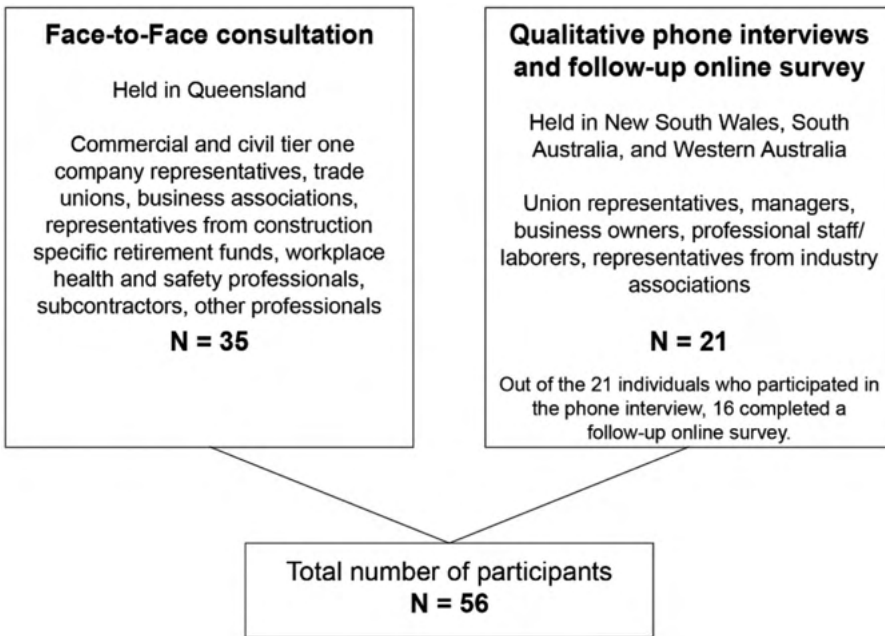 Face-to-Face consultation
Held in Queensland
Commercial and civil tier one
company representatives, trade
unions, business associations,
representatives from construction
specific retirement funds, workplace
health and safety professionals,
subcontractors, other professionals
N = 35
Qualitative phone interviews
and follow-up online survey
Held in New South Wales, South
Australia, and Western Australia
Union representatives, managers,
business owners, professional staff/
laborers, representatives from industry
associations
N = 21
Out of the 21 individuals who participated in
the phone interview, 16 completed a
follow-up online survey.
Total number of participants
N = 56